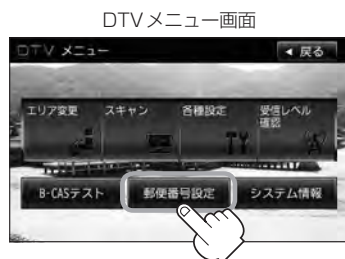 DTVメニュー画面
DTV メニュー
◀ 戻る
エリア変更 スキャン 各種設定 受信レベル
確認
B-CASテスト 郵便番号設定 システム情報